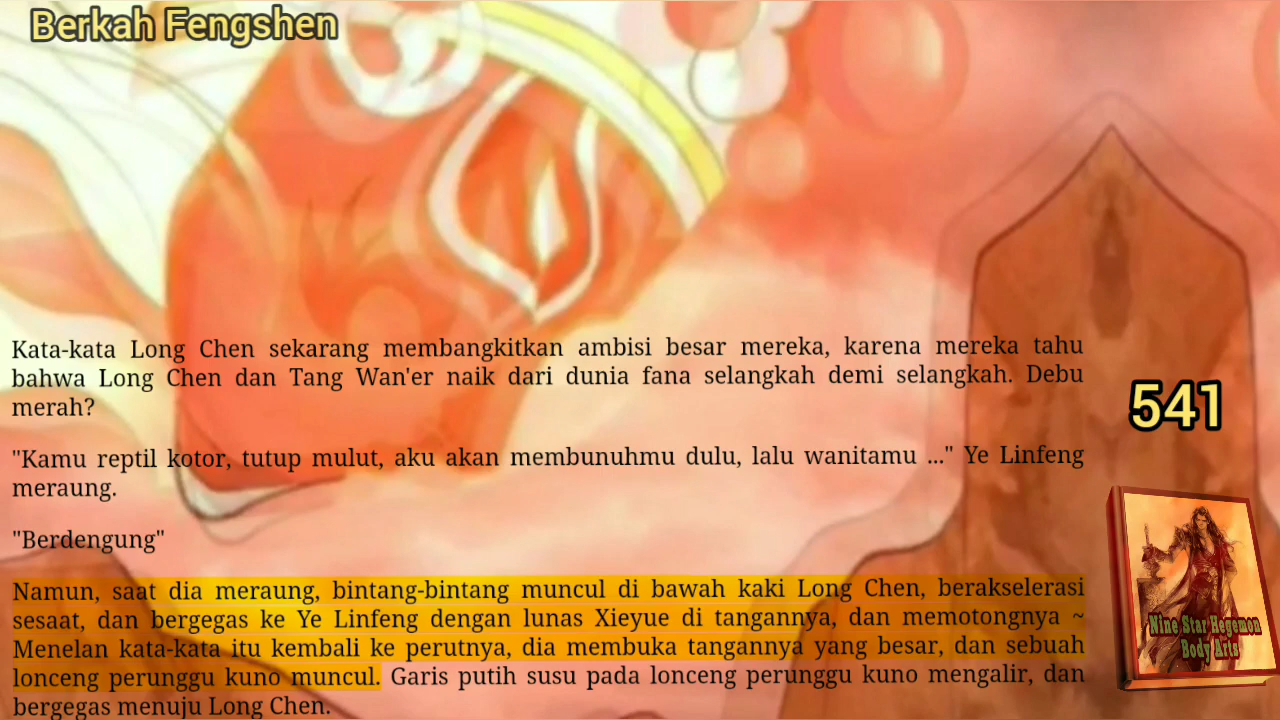 Berkah Fengshen
Kata-kata Long Chen sekarang membangkitkan ambisi besar mereka, karena mereka tahu
bahwa Long Chen dan Tang Wan'er naik dari dunia fana selangkah demi selangkah. Debu
merah?
"Kamu reptil kotor, tutup mulut, aku akan membunuhmu dulu, lalu wanitamu ..." Ye Linfeng
meraung.
"Berdengung"
Namun, saat dia meraung, bintang-bintang muncul di bawah kaki Long Chen, berakselerasi
sesaat, dan bergegas ke Ye Linfeng dengan lunas Xieyue di tangannya, dan memotongnya ~
Menelan kata-kata itu kembali ke perutnya, dia membuka tangannya yang besar, dan sebuah
lonceng perunggu kuno muncul. Garis putih susu pada lonceng perunggu kuno mengalir, dan
bergegas menuju Long Chen.
541
Nine Star Hegemon
Body Arts